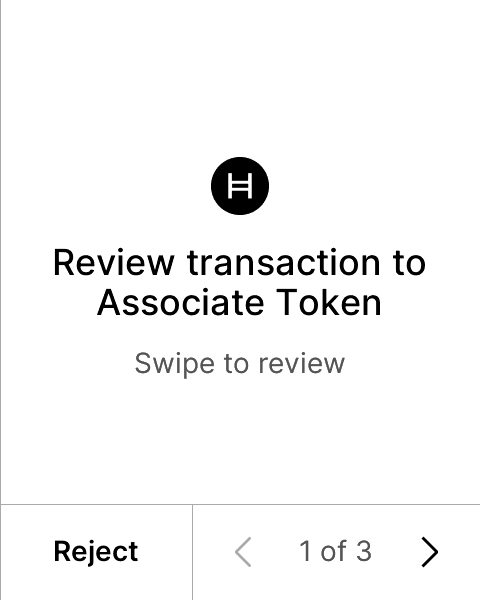 Review transaction to
Associate Token
Swipe to review
Reject
1 of 3